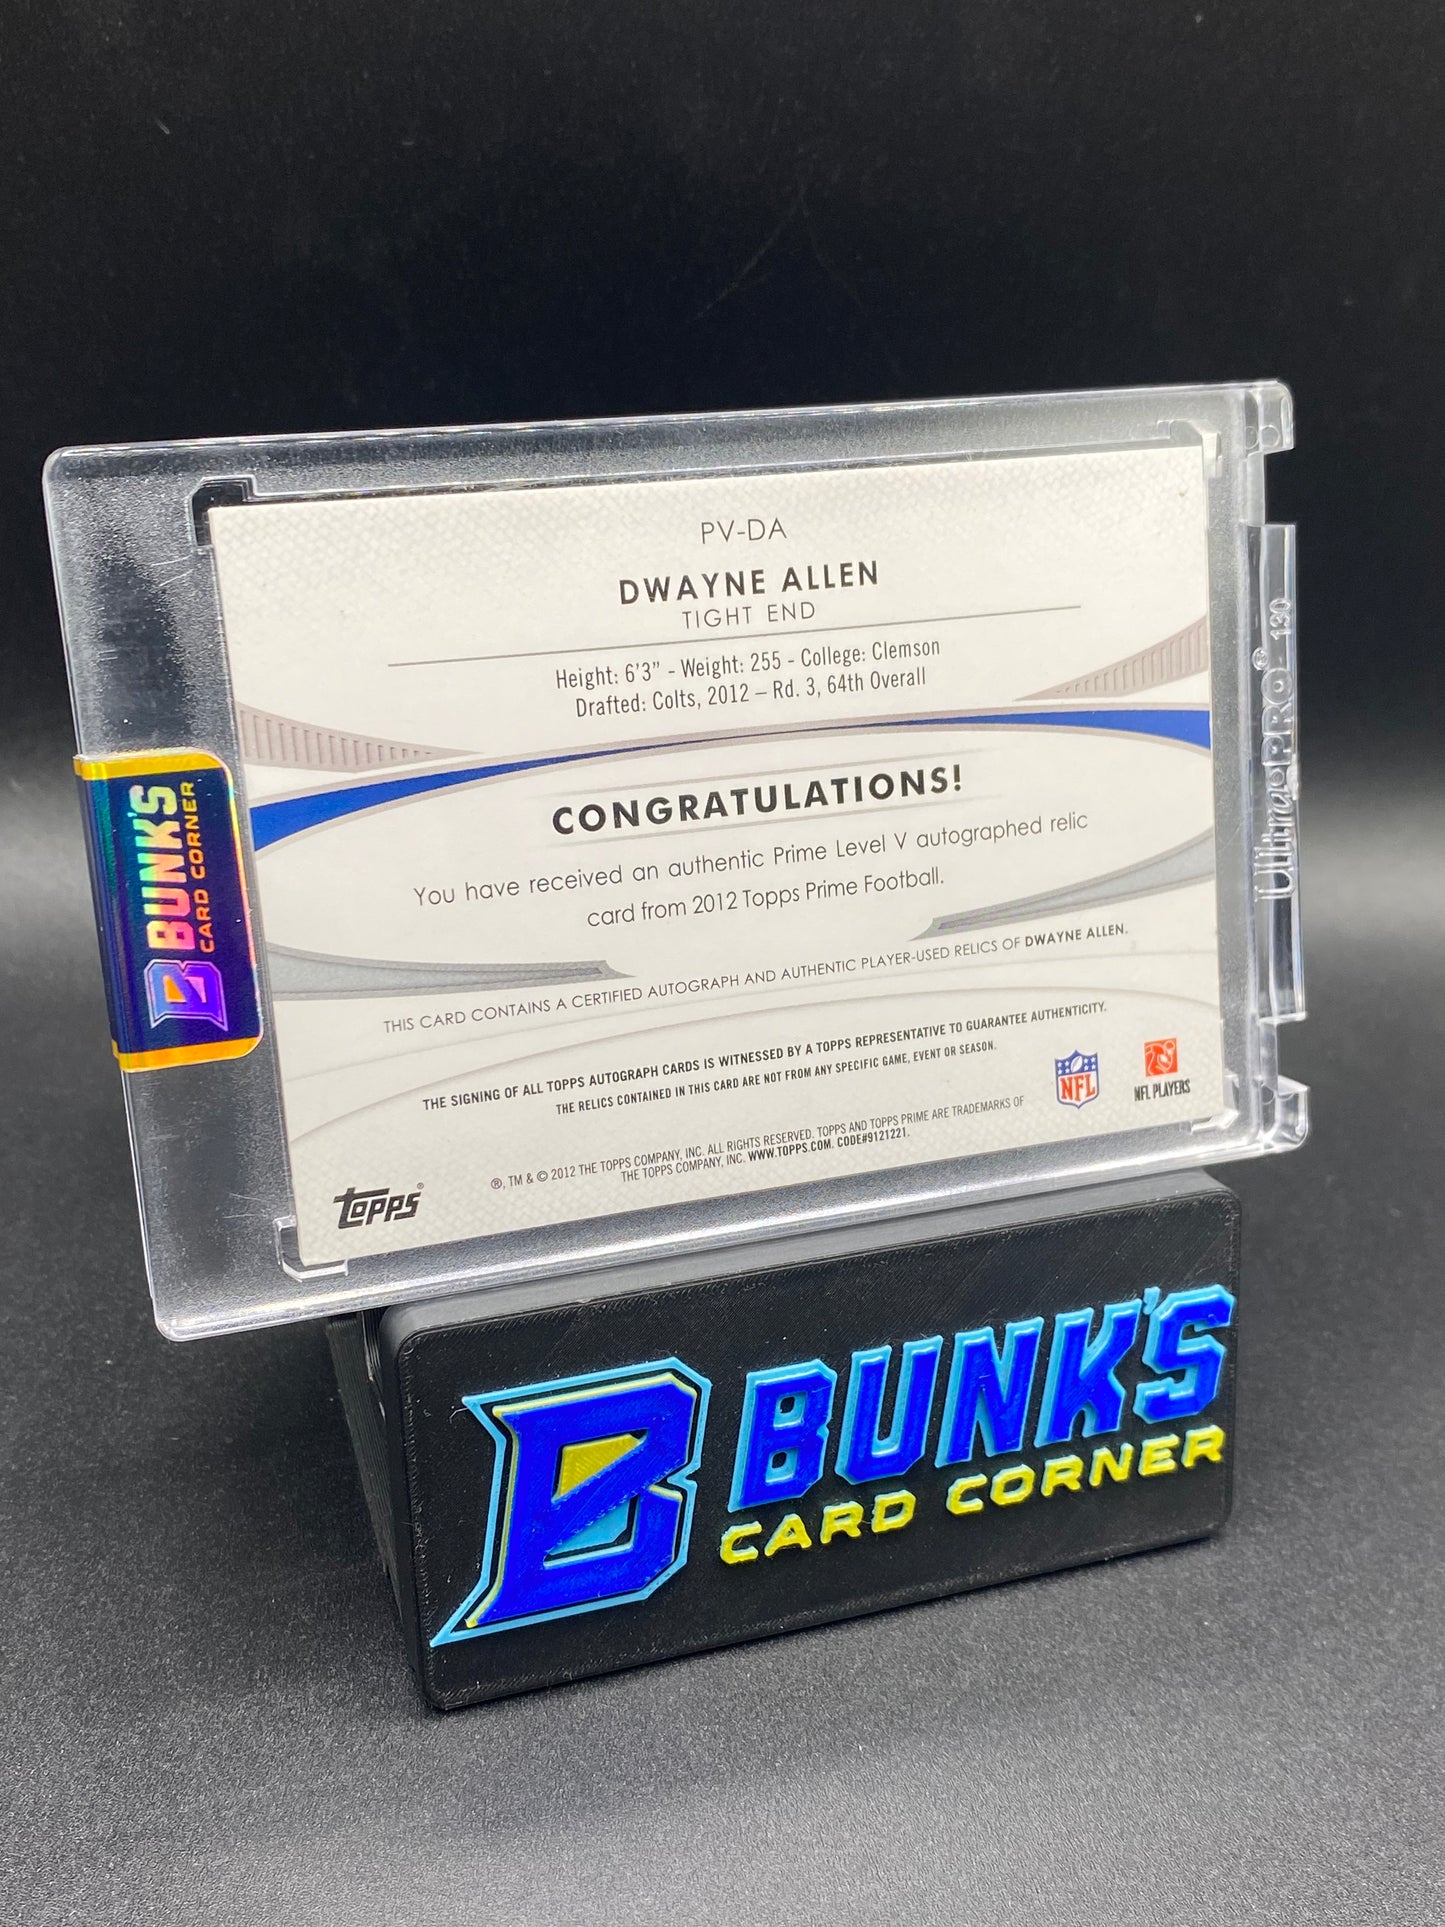 PV-DA
DWAYNE ALLEN
TIGHT END
Height: 6'3" - Weight: 255 - College: Clemson
Drafted: Colts, 2012 – Rd. 3, 64th Overall
CONGRATULATIONS!
You have received an authentic Prime Level V autographed relic
card from 2012 Topps Prime Football.
THIS CARD CONTAINS A CERTIFIED AUTOGRAPH AND AUTHENTIC PLAYER-USED RELICS OF DWAYNE ALLEN.
THE SIGNING OF ALL TOPPS AUTOGRAPH CARDS IS WITNESSED BY A TOPPS REPRESENTATIVE TO GUARANTEE AUTHENTICITY.
THE RELICS CONTAINED IN THIS CARD ARE NOT FROM ANY SPECIFIC GAME, EVENT OR SEASON.
NFL
NFL PLAYERS
®, TM & © 2012 THE TOPPS COMPANY, INC. ALL RIGHTS RESERVED. TOPPS AND TOPPS PRIME ARE TRADEMARKS OF
THE TOPPS COMPANY, INC. WWW.TOPPS.COM. CODE#9121221.
TOPPS®
BUNK'S
CARD CORNER
B
UltraPRO® 130
B
BUNK'S
CARD CORNER